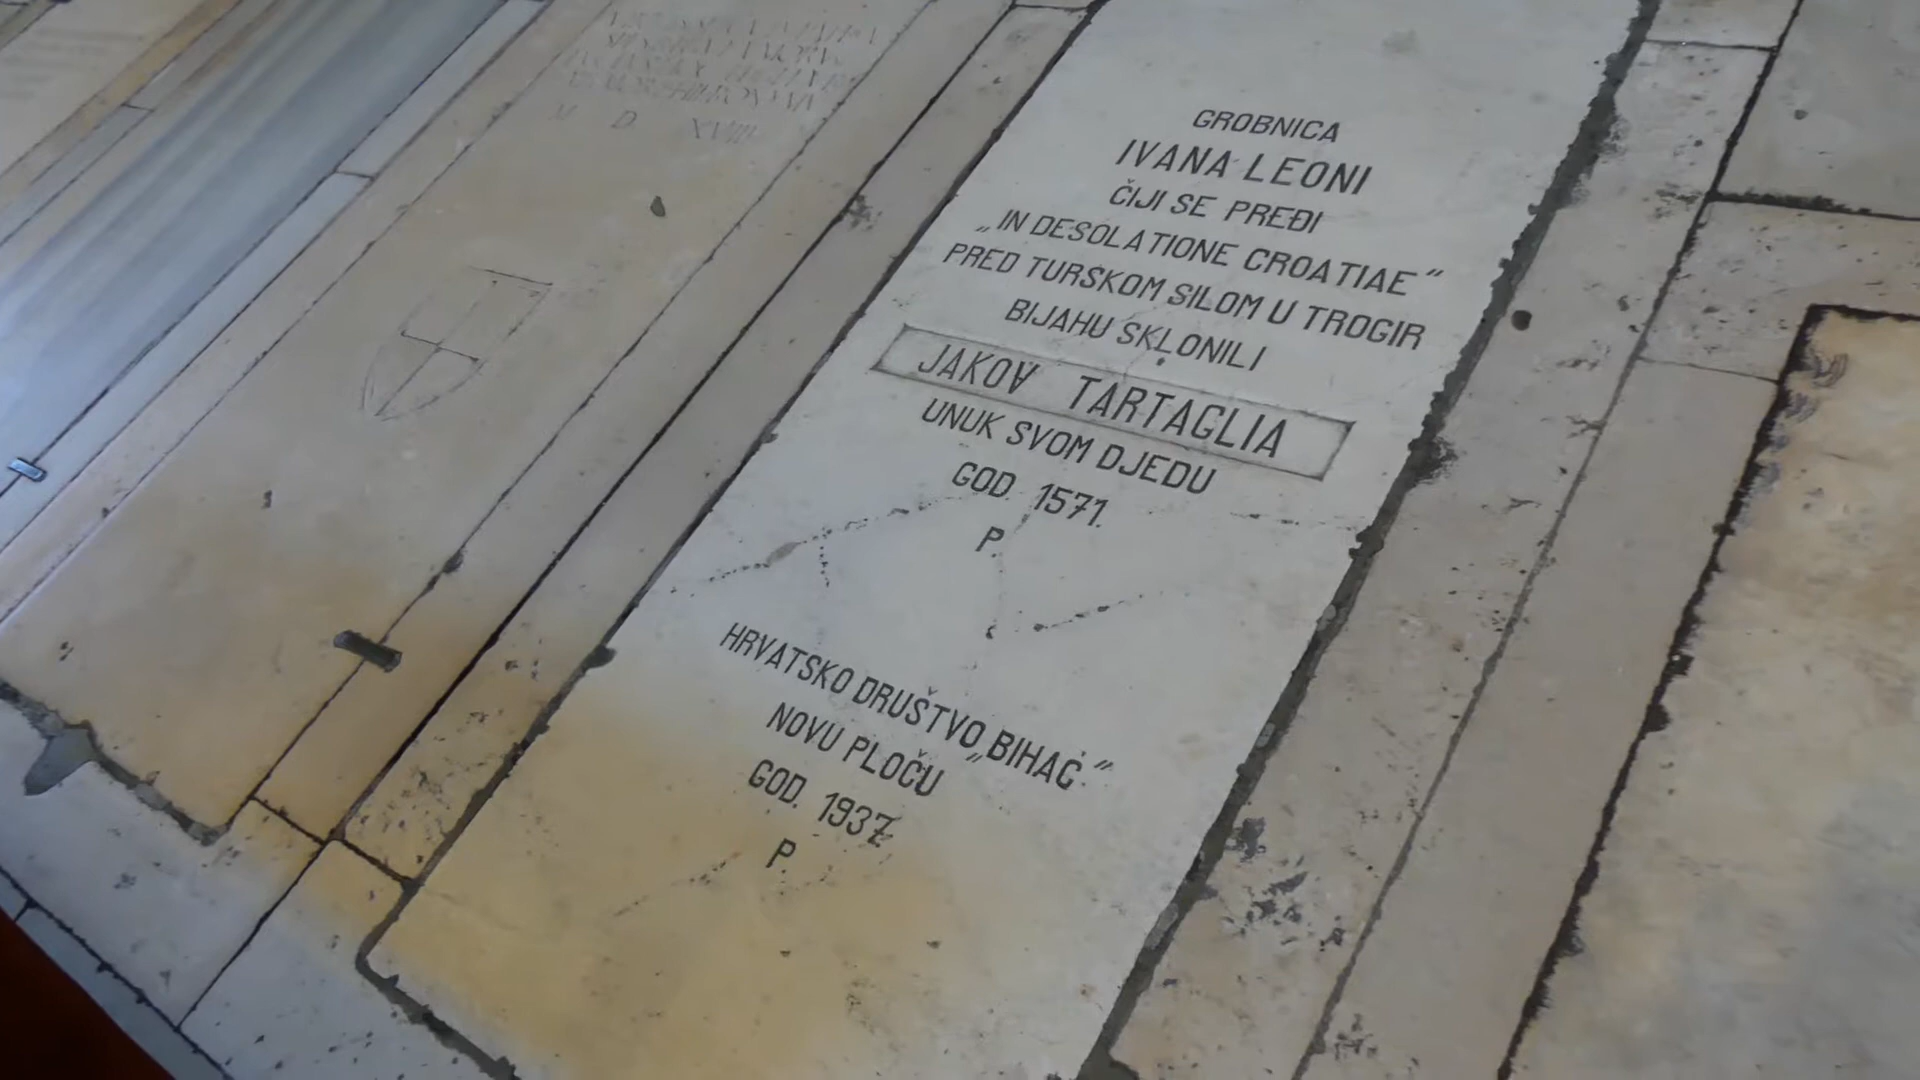 M D XVIII
GROBNICA
IVANA LEONI
ČIJI SE PREĐI
„IN DESOLATIONE CROATIAE“
PRED TURSKOM SILOM U TROGIR
BIJAHU SKLONILI
JAKOV TARTAGLIA
UNUK SVOM DJEDU
GOD. 1571.
P.
HRVATSKO DRUŠTVO „BIHAĆ“
NOVU PLOČU
GOD. 1937.
P.